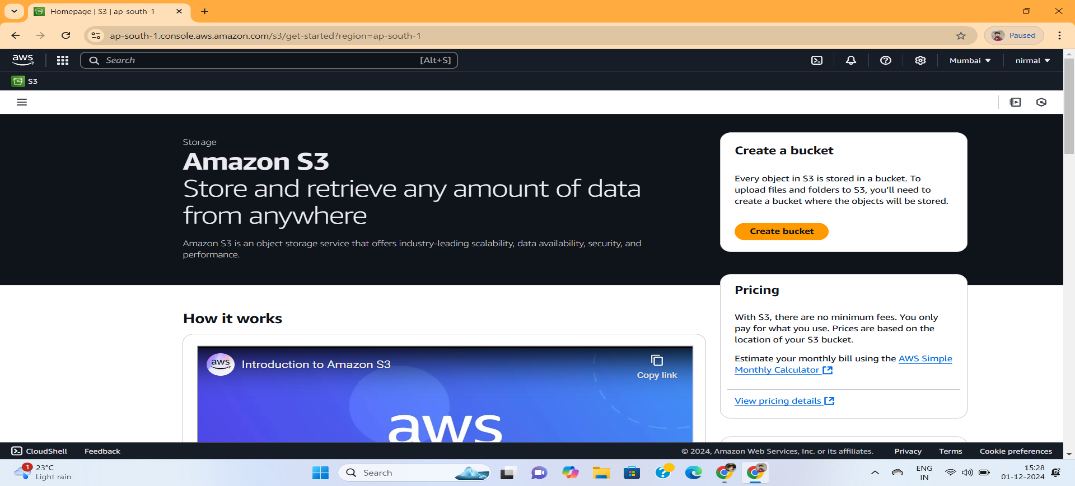 Homepage | S3 | ap-south-1
ap-south-1.console.aws.amazon.com/s3/get-started?region=ap-south-1
Paused
aws
Search
[Alt+S]
Mumbai
nirmal
S3
Storage
Amazon S3
Store and retrieve any amount of data
from anywhere
Amazon S3 is an object storage service that offers industry-leading scalability, data availability, security, and
performance.
Create a bucket
Every object in S3 is stored in a bucket. To
upload files and folders to S3, you'll need to
create a bucket where the objects will be stored.
Create bucket
Pricing
With S3, there are no minimum fees. You only
pay for what you use. Prices are based on the
location of your S3 bucket.
Estimate your monthly bill using the AWS Simple
Monthly Calculator
View pricing details
How it works
aws
Introduction to Amazon S3
Copy link
aws
CloudShell
Feedback
© 2024, Amazon Web Services, Inc. or its affiliates.
Privacy
Terms
Cookie preferences
1
23°C
Light rain
Search
ENG
IN
15:28
01-12-2024